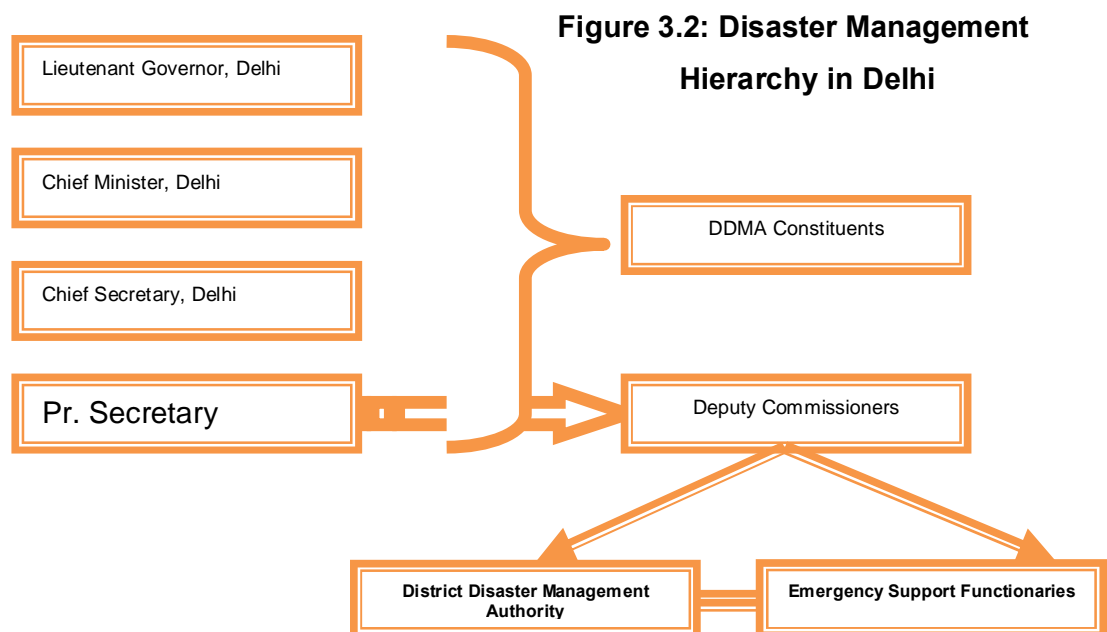 Figure 3.2: Disaster Management
Hierarchy in Delhi
Lieutenant Governor, Delhi
Chief Minister, Delhi
DDMA Constituents
Chief Secretary, Delhi
Pr. Secretary
Deputy Commissioners
District Disaster Management
Authority
Emergency Support Functionaries